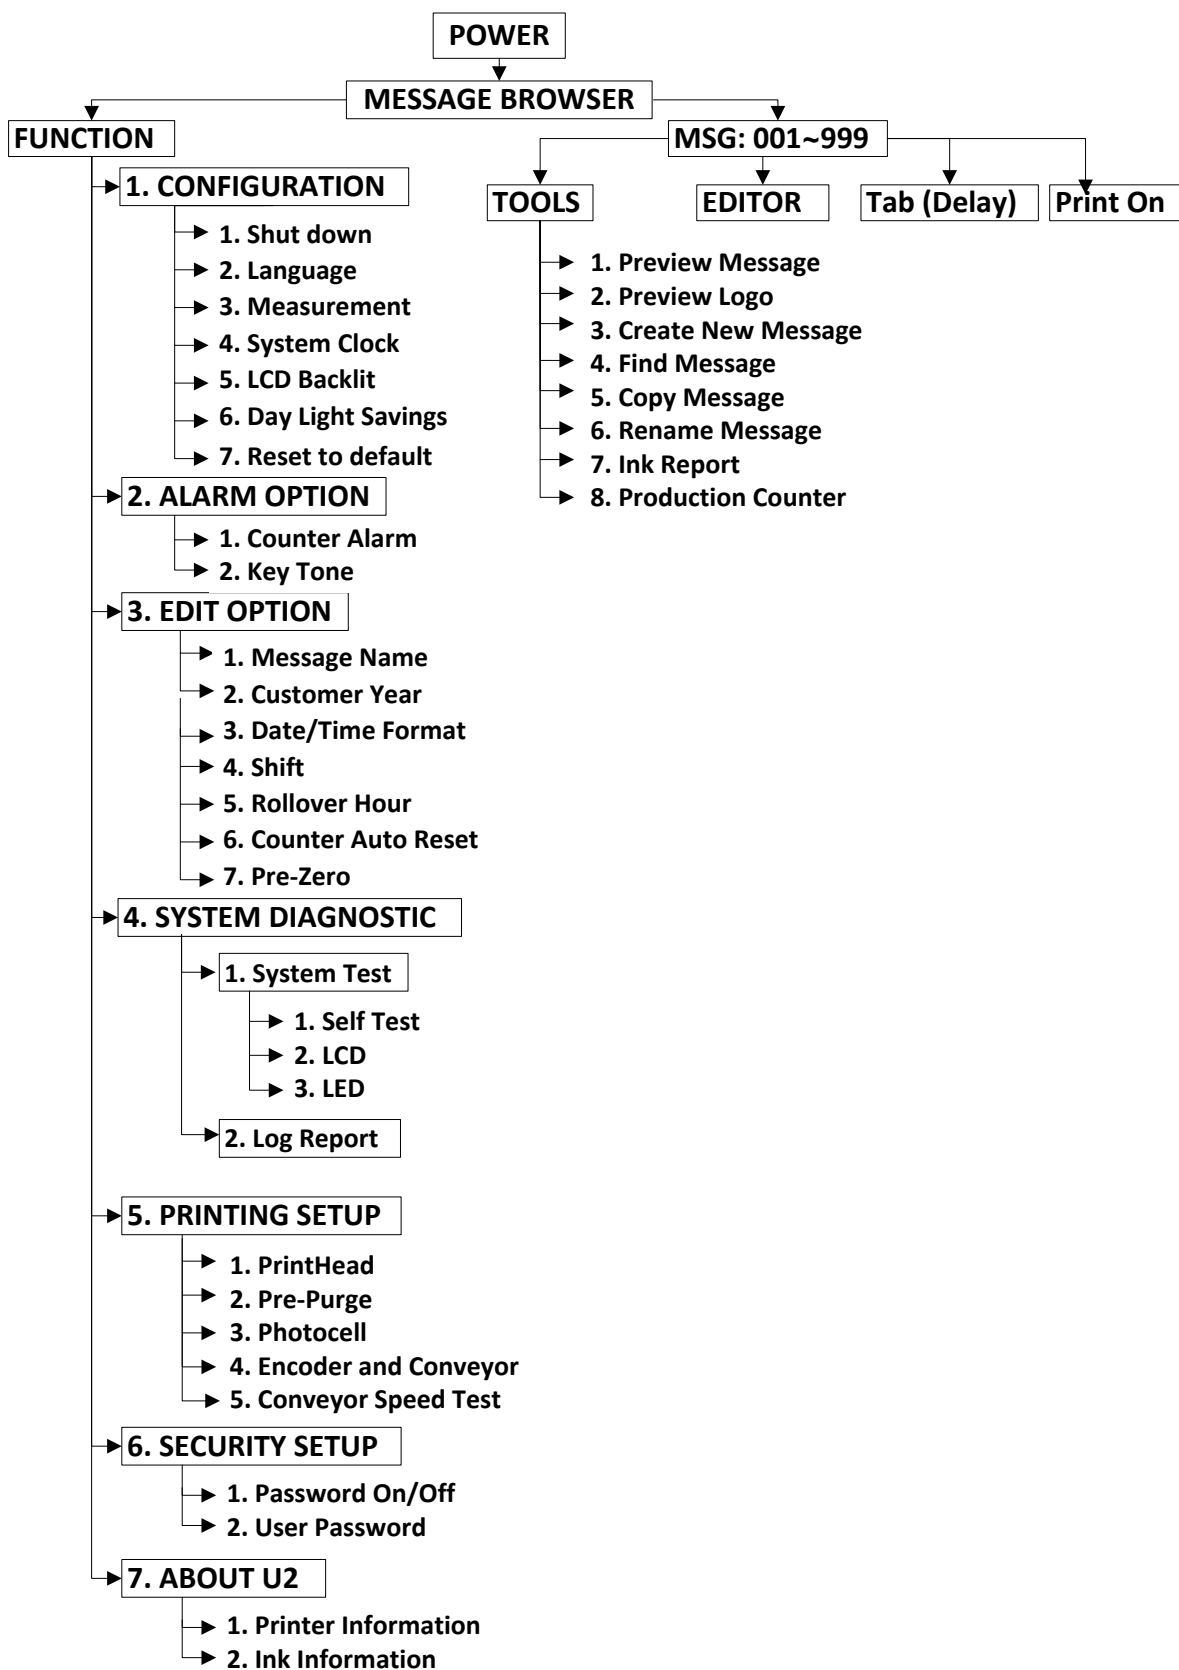 POWER
MESSAGE BROWSER
FUNCTION
MSG: 001~999
1. CONFIGURATION
1. Shut down
2. Language
3. Measurement
4. System Clock
5. LCD Backlit
6. Day Light Savings
7. Reset to default
2. ALARM OPTION
1. Counter Alarm
2. Key Tone
3. EDIT OPTION
1. Message Name
2. Customer Year
3. Date/Time Format
4. Shift
5. Rollover Hour
6. Counter Auto Reset
7. Pre-Zero
4. SYSTEM DIAGNOSTIC
1. System Test
1. Self Test
2. LCD
3. LED
2. Log Report
5. PRINTING SETUP
1. PrintHead
2. Pre-Purge
3. Photocell
4. Encoder and Conveyor
5. Conveyor Speed Test
6. SECURITY SETUP
1. Password On/Off
2. User Password
7. ABOUT U2
1. Printer Information
2. Ink Information
TOOLS
EDITOR
Tab (Delay)
Print On
1. Preview Message
2. Preview Logo
3. Create New Message
4. Find Message
5. Copy Message
6. Rename Message
7. Ink Report
8. Production Counter